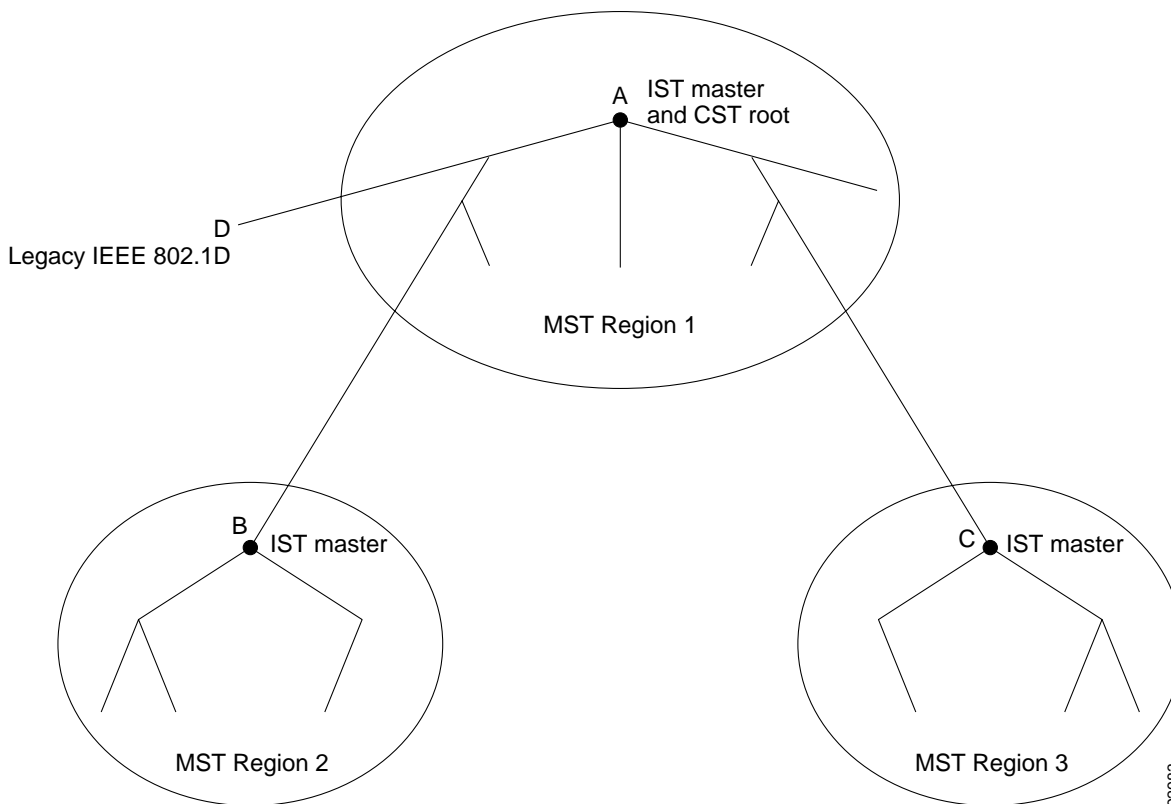 A
IST master
and CST root
D
Legacy IEEE 802.1D
MST Region 1
B
IST master
C
IST master
MST Region 2
MST Region 3